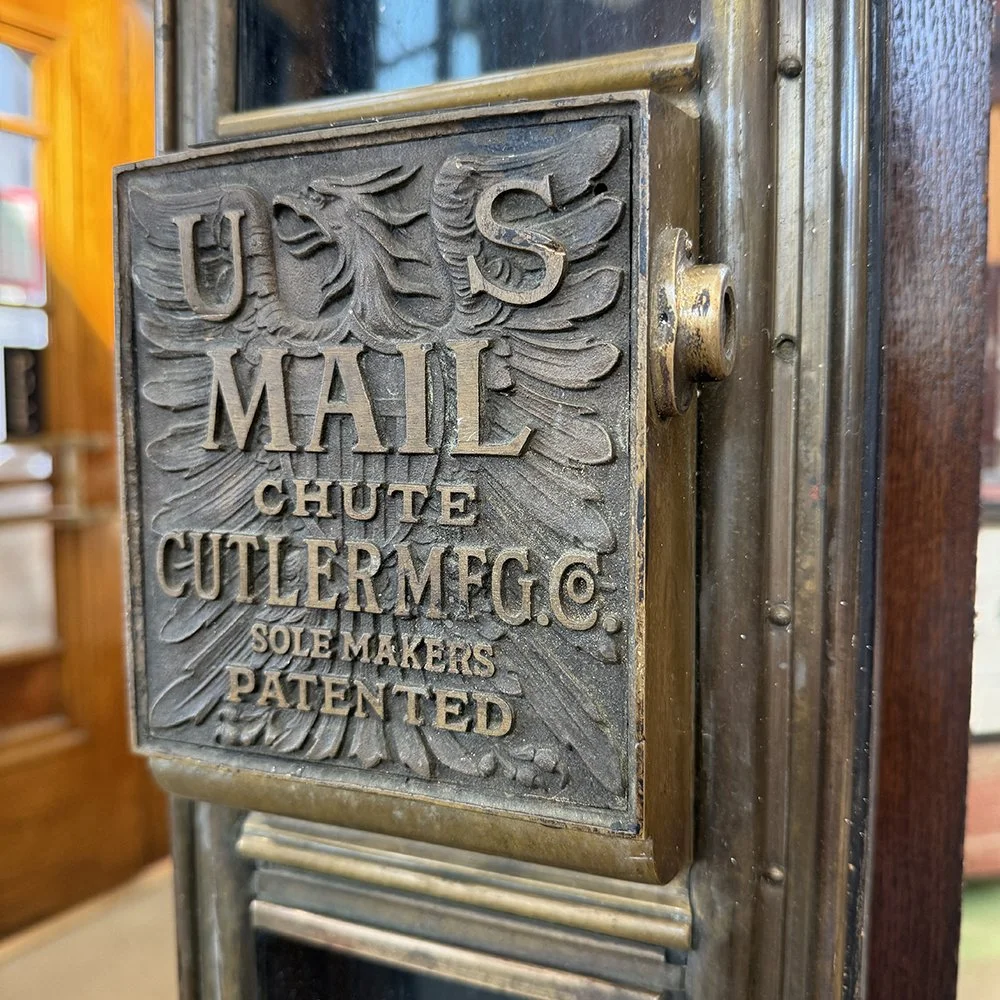 U S
MAIL
CHUTE
CUTLER MFG. Co.
SOLE MAKERS
PATENTED